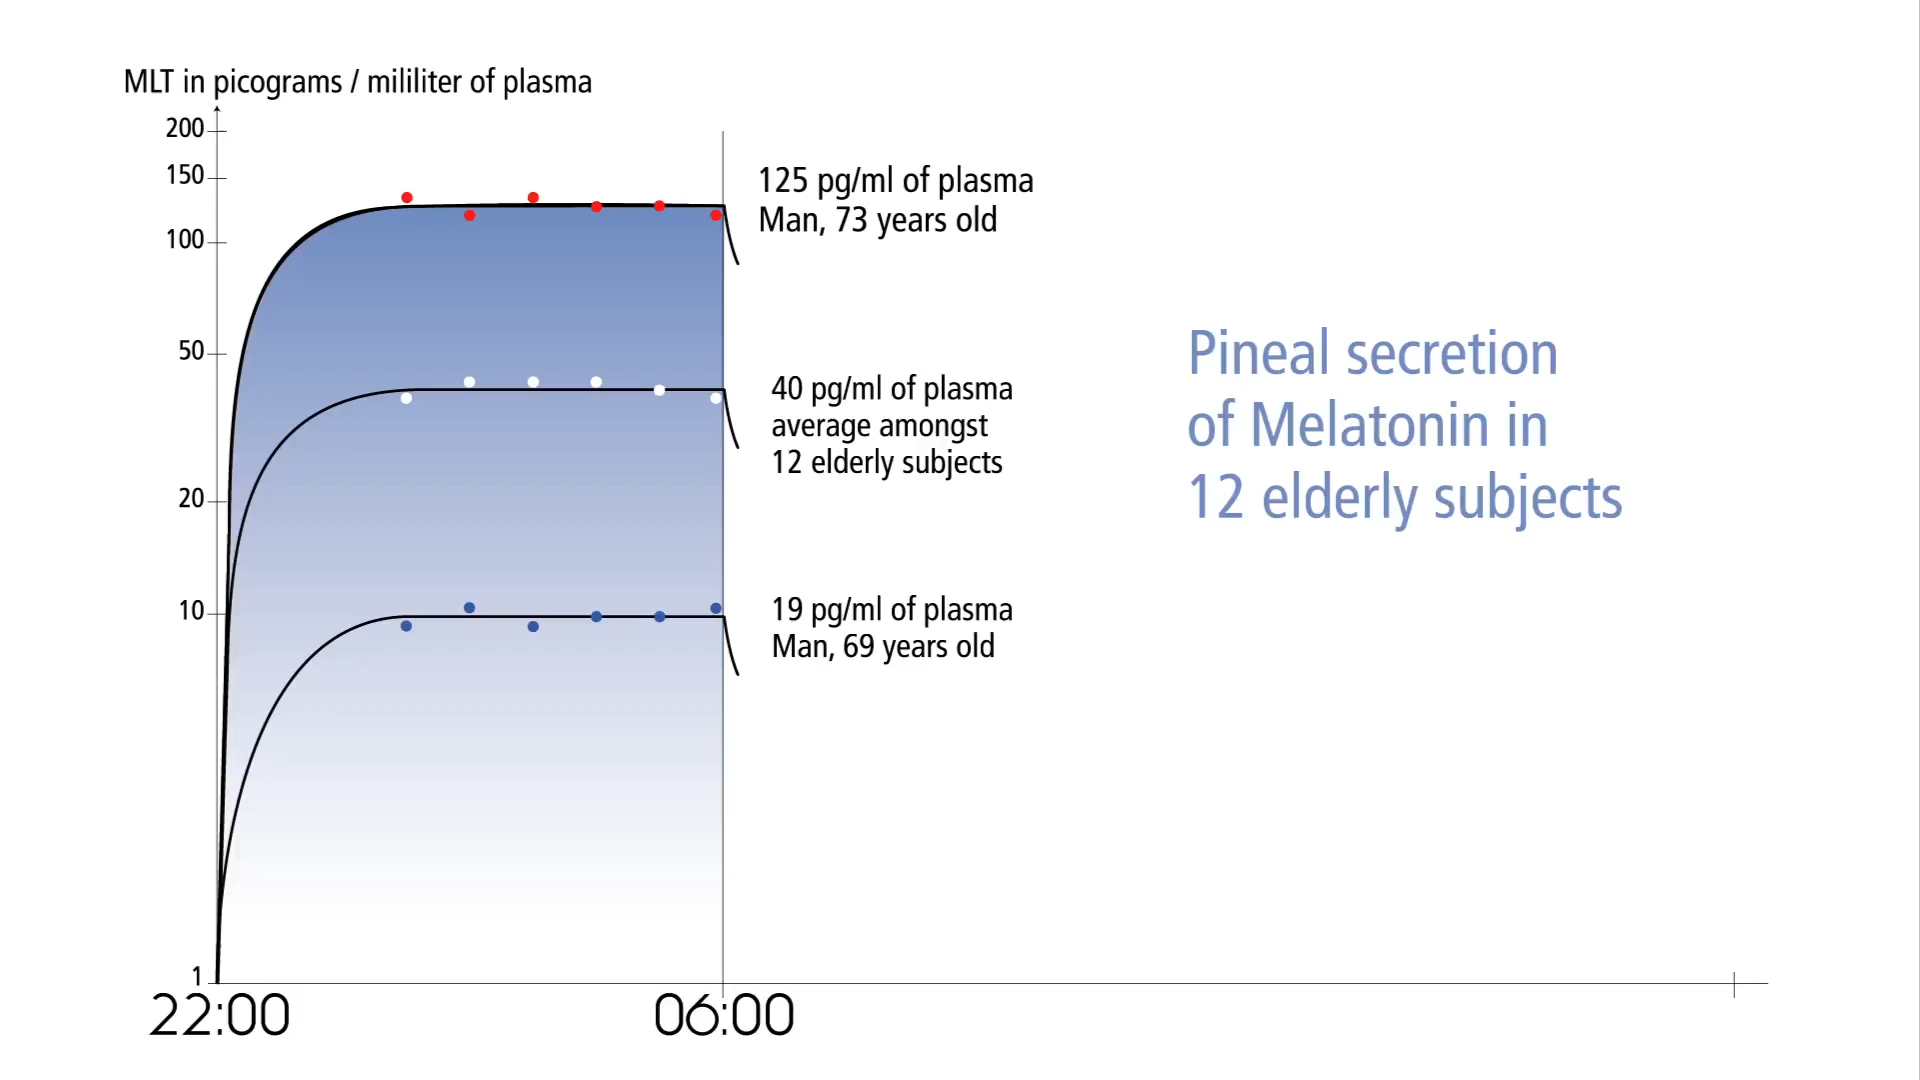 MLT in picograms / mililiter of plasma
200
150
100
50
20
10
1
22:00
06:00
125 pg/ml of plasma
Man, 73 years old
40 pg/ml of plasma
average amongst
12 elderly subjects
19 pg/ml of plasma
Man, 69 years old
Pineal secretion
of Melatonin in
12 elderly subjects